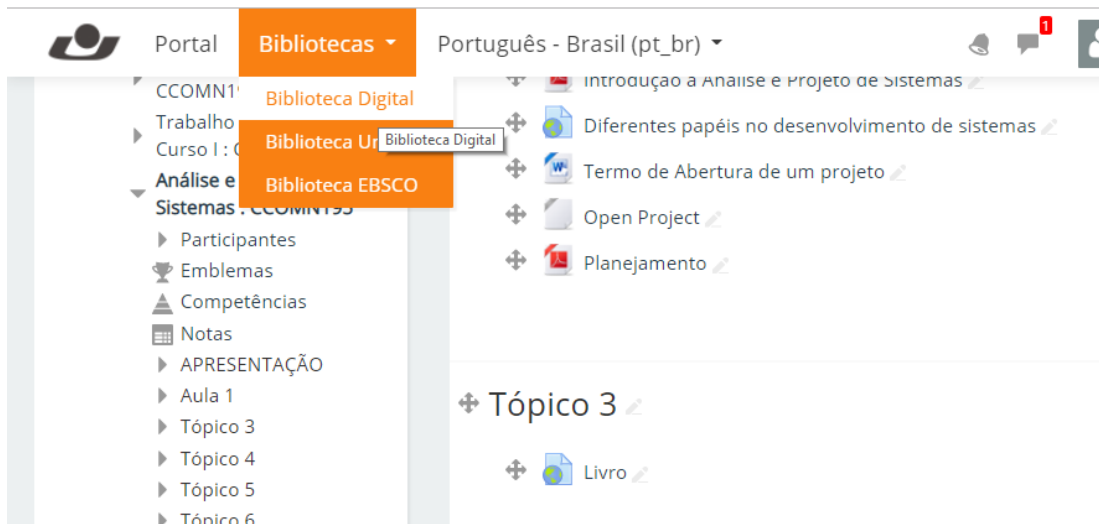 Portal Bibliotecas Português - Brasil (pt_br) 1
CCOMN1
Biblioteca Digital
Trabalho
Curso I :
Biblioteca
Biblioteca Digital
Análise e
Biblioteca EBSCO
Sistemas : CCOMN195
Participantes
Emblemas
Competências
Notas
APRESENTAÇÃO
Aula 1
Tópico 3
Tópico 4
Tópico 5
Tópico 6
Introdução a Análise e Projeto de Sistemas
Diferentes papéis no desenvolvimento de sistemas
Termo de Abertura de um projeto
Open Project
Planejamento
Tópico 3
Livro